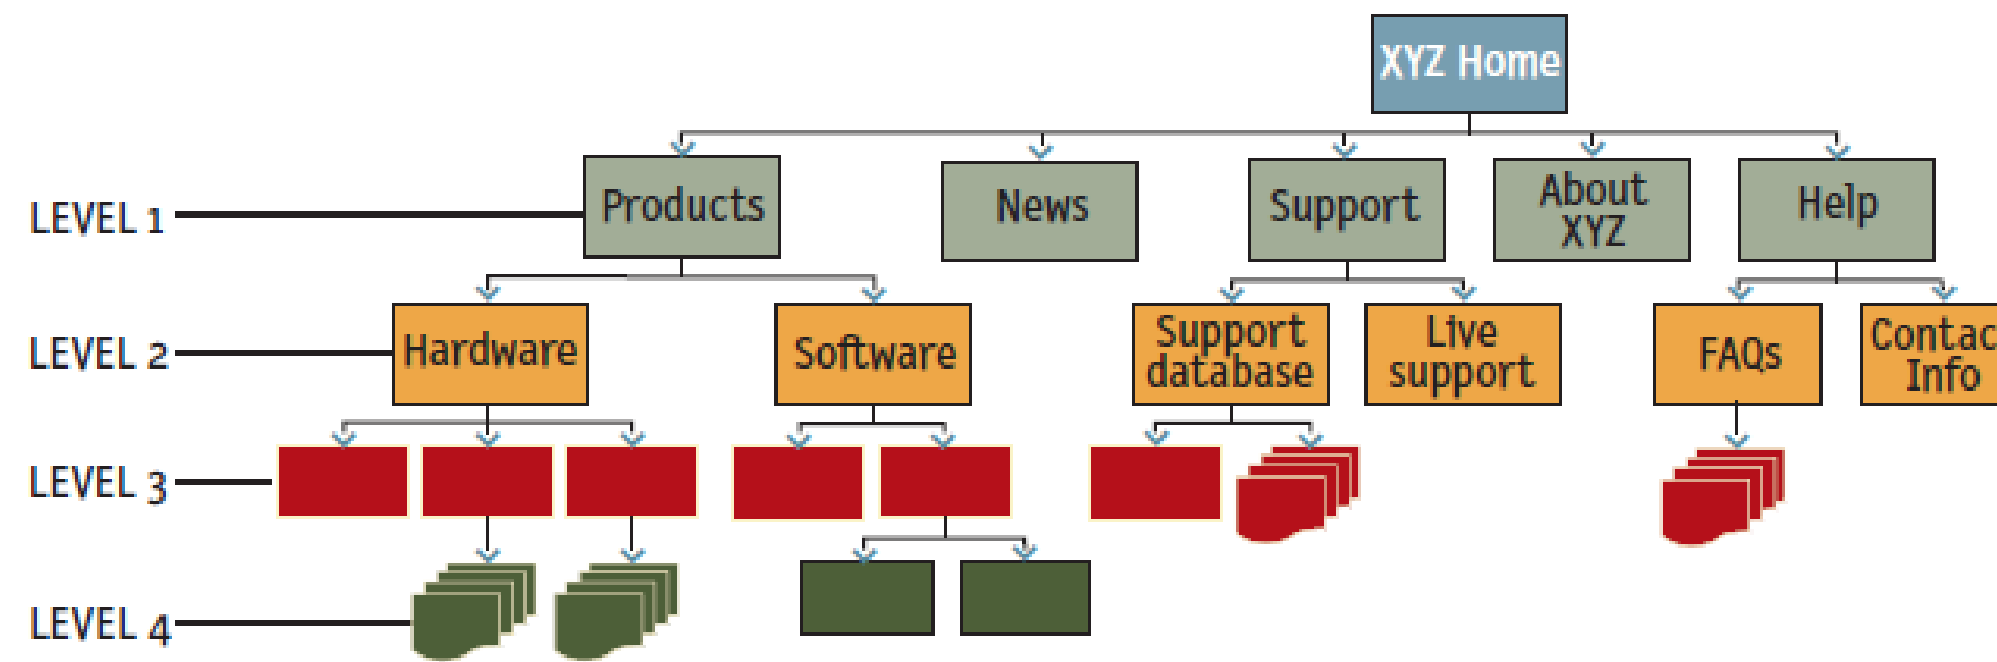 XYZ Home
LEVEL 1
Products
News
Support
About
XYZ
Help
LEVEL 2
Hardware
Software
Support
database
Live
support
FAQs
Contac
Info
LEVEL 3
LEVEL 4